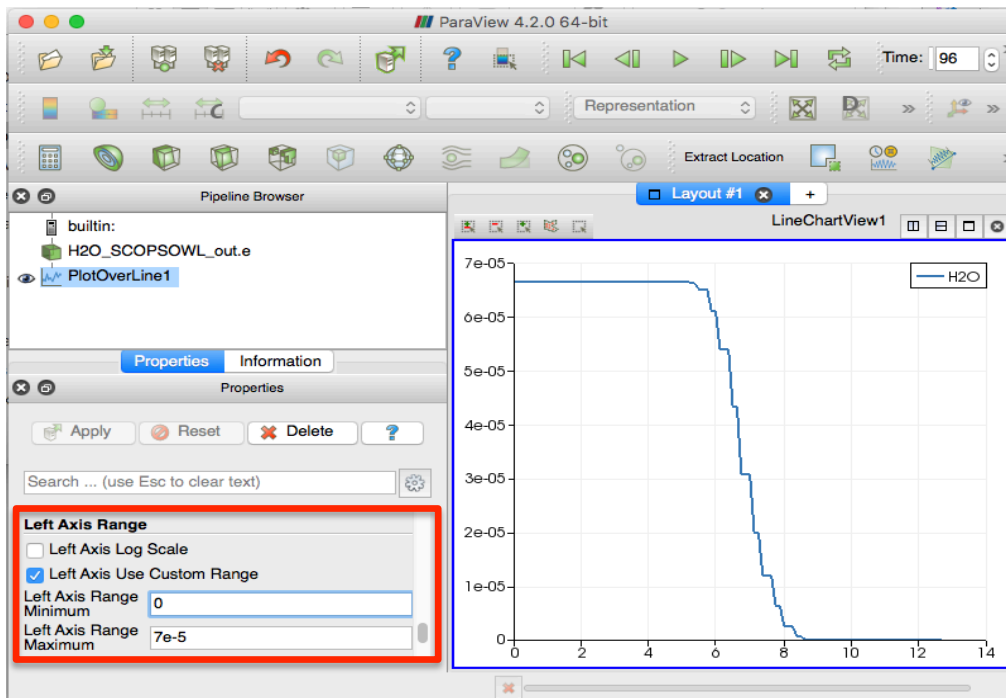 ParaView 4.2.0 64-bit
Time: 96
Representation
Extract Location
Pipeline Browser
builtin:
H2O_SCOPSOWL_out.e
PlotOverLine1
Properties Information
Properties
Apply Reset Delete ?
Search ... (use Esc to clear text)
Left Axis Range
Left Axis Log Scale
Left Axis Use Custom Range
Left Axis Range Minimum 0
Left Axis Range Maximum 7e-5
Layout #1 +
LineChartView1
H2O
7e-05
6e-05
5e-05
4e-05
3e-05
2e-05
1e-05
0
0 2 4 6 8 10 12 14